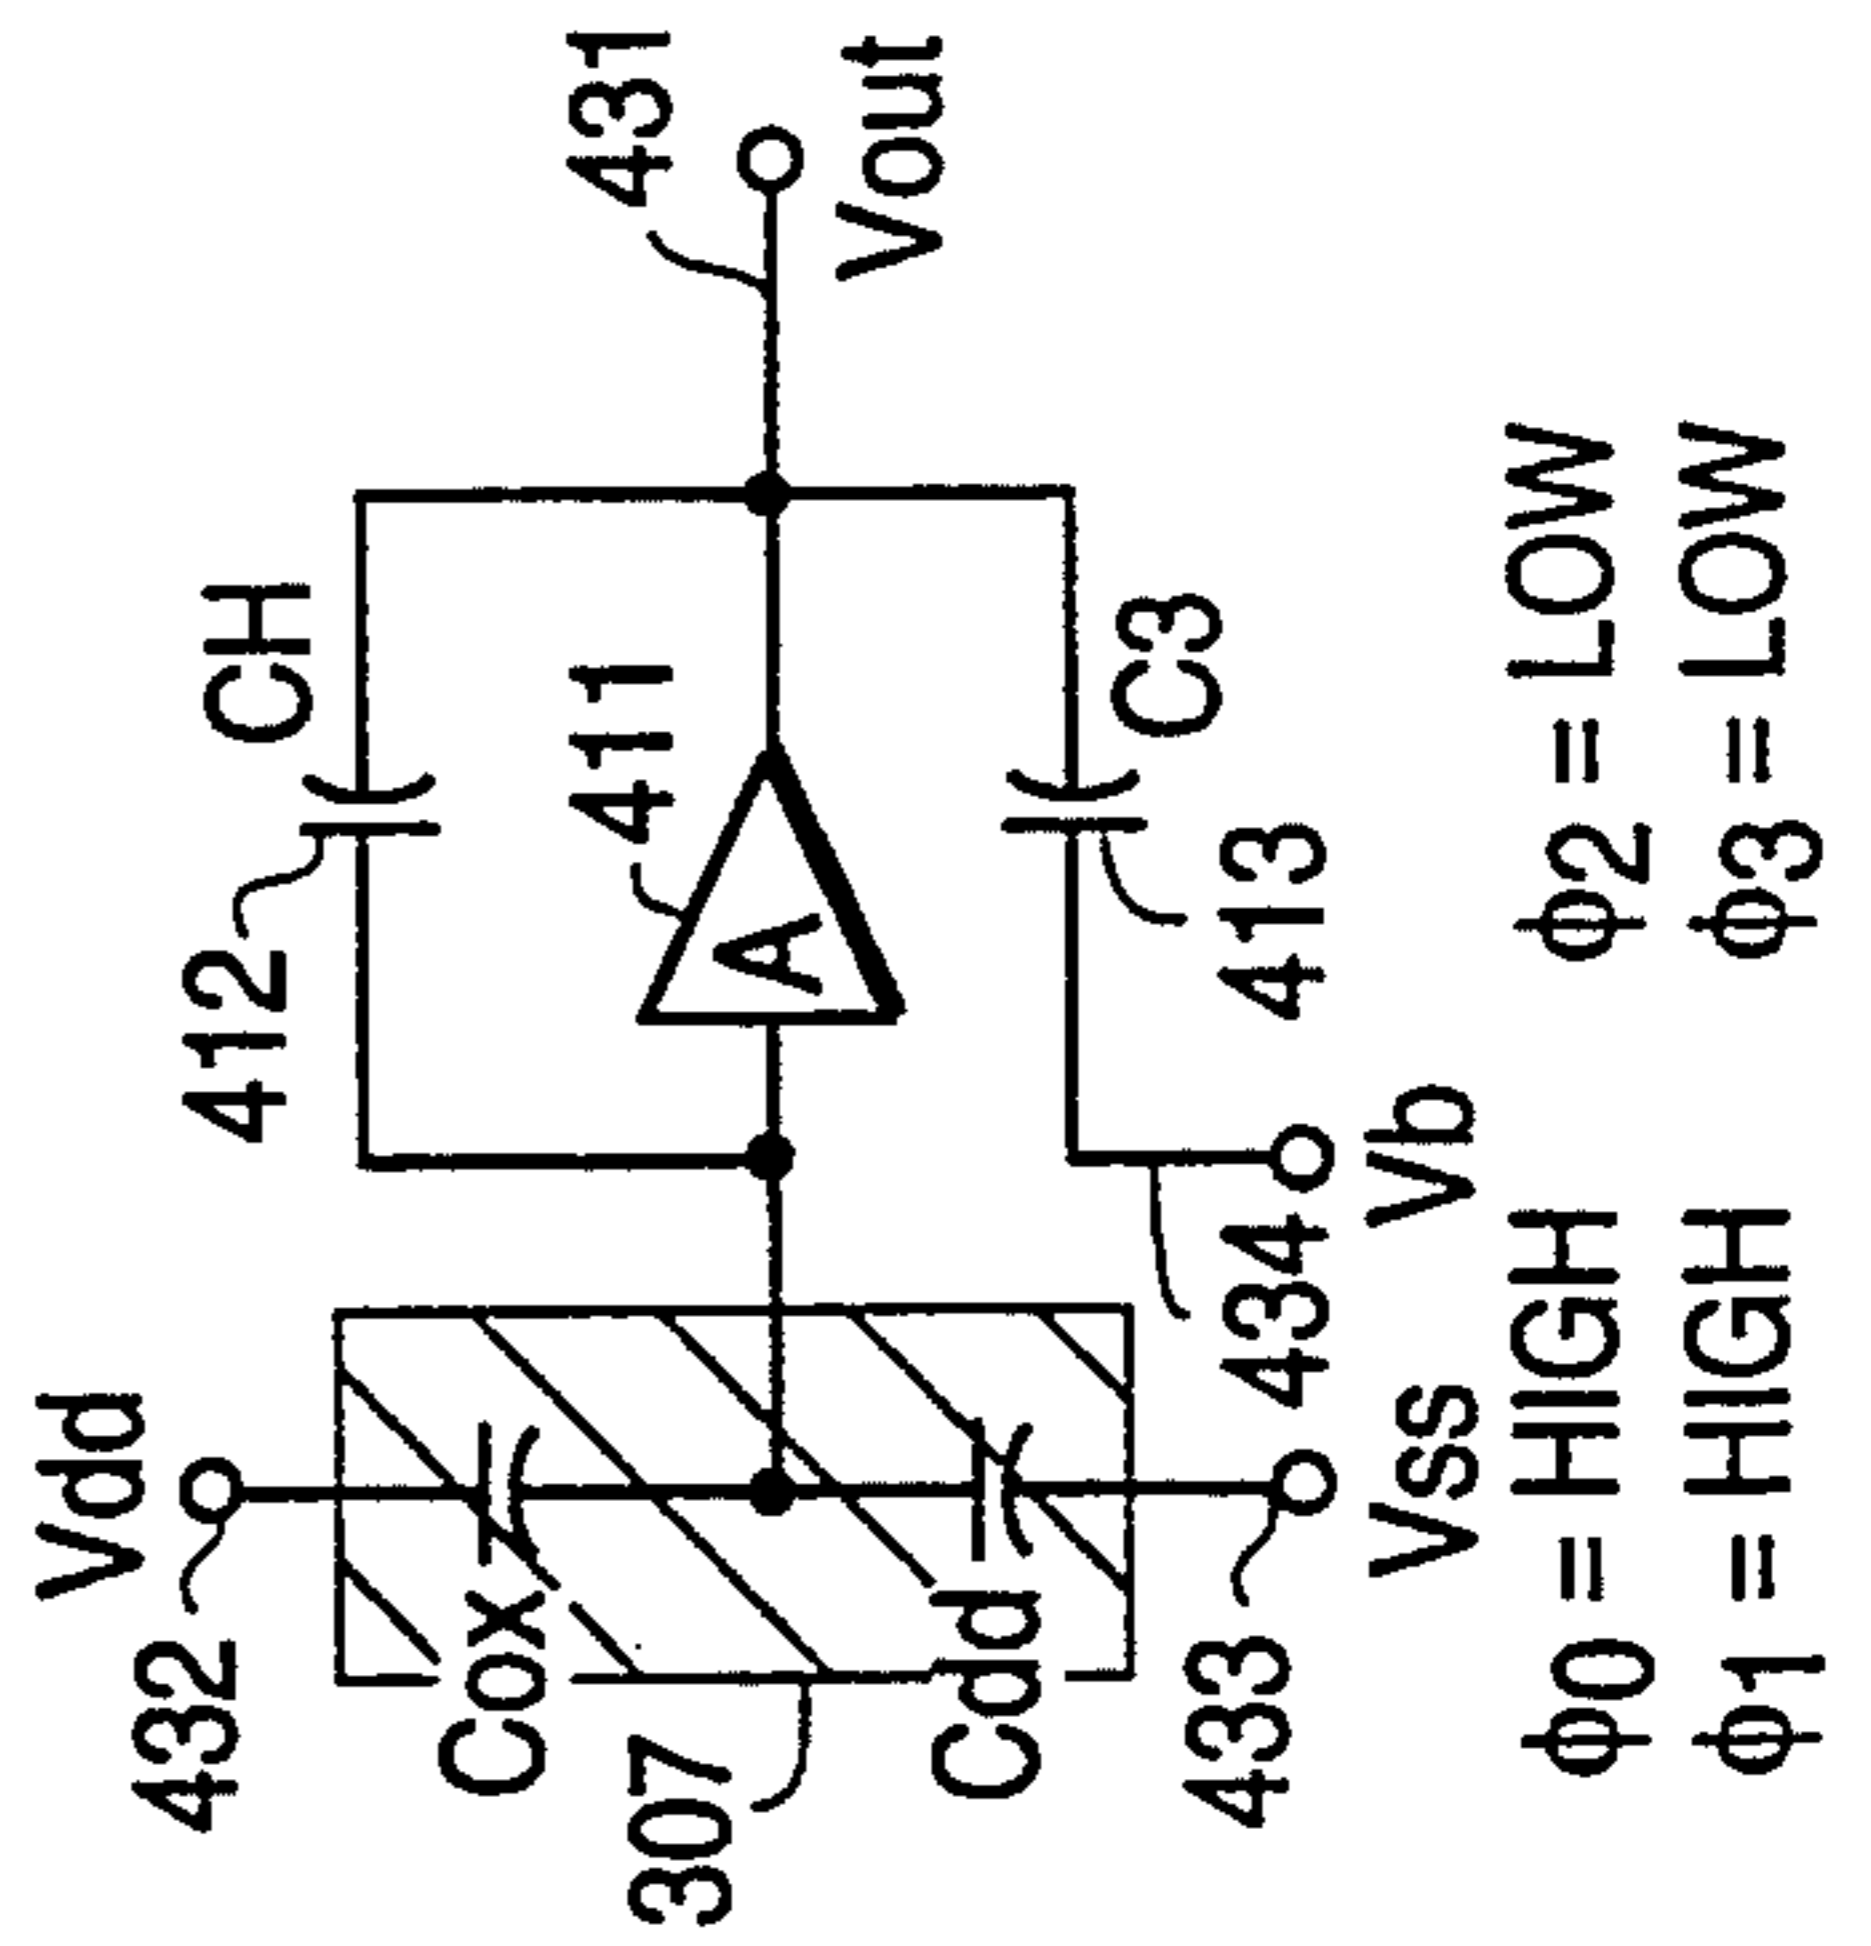 Vdd
432
412
CH
Cox
307
411
431
A
Vout
Cdd
C3
433
434
413
Vss
Vb
φ0 = HIGH
φ2 = LOW
φ1 = HIGH
φ3 = LOW